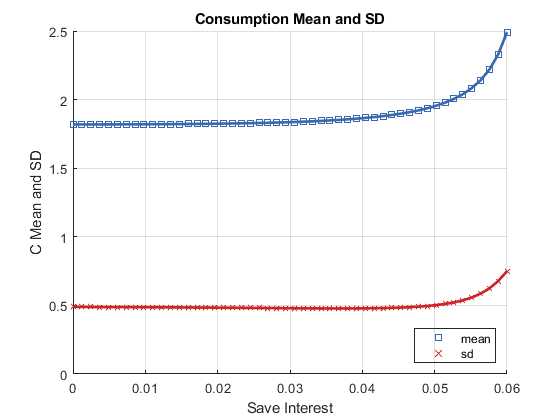 Consumption Mean and SD
2.5
2
1.5
1
0.5
0
C Mean and SD
0 0.01 0.02 0.03 0.04 0.05 0.06
Save Interest
mean
sd